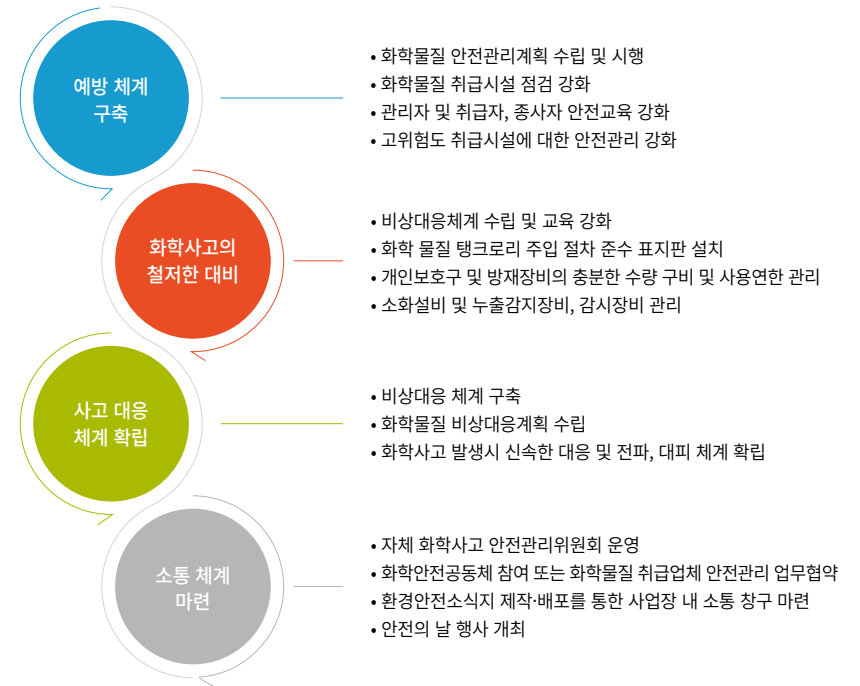 예방 체계
구축
• 화학물질 안전관리계획 수립 및 시행
• 화학물질 취급시설 점검 강화
• 관리자 및 취급자, 종사자 안전교육 강화
• 고위험도 취급시설에 대한 안전관리 강화
화학사고의
철저한 대비
• 비상대응체계 수립 및 교육 강화
• 화학 물질 탱크로리 주입 절차 준수 표지판 설치
• 개인보호구 및 방재장비의 충분한 수량 구비 및 사용연한 관리
• 소화설비 및 누출감지장비, 감시장비 관리
사고 대응
체계 확립
• 비상대응 체계 구축
• 화학물질 비상대응계획 수립
• 화학사고 발생시 신속한 대응 및 전파, 대피 체계 확립
소통 체계
마련
• 자체 화학사고 안전관리위원회 운영
• 화학안전공동체 참여 또는 화학물질 취급업체 안전관리 업무협약
• 환경안전소식지 제작·배포를 통한 사업장 내 소통 창구 마련
• 안전의 날 행사 개최